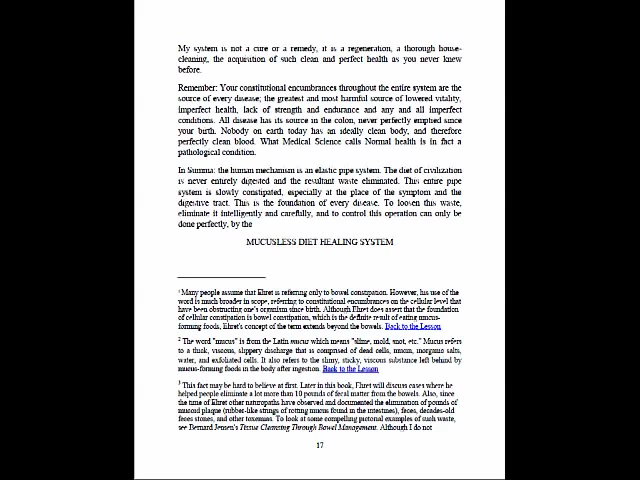 My system is not a cure or a remedy, it is a regeneration, a thorough house-
cleaning, the acquisition of such clean and perfect health as you never knew
before.
Remember: Your constitutional encumbrances throughout the entire system are the
source of every disease; the greatest and most harmful source of lowered vitality,
imperfect health, lack of strength and endurance and any and all imperfect
conditions. All disease has its source in the colon, never perfectly emptied since
your birth. Nobody on earth today has an ideally clean body, and therefore
perfectly clean blood. What Medical Science calls Normal health is in fact a
pathological condition.
In Summa: the human mechanism is an elastic pipe system. The diet of civilization
is never entirely digested and the resultant waste eliminated. This entire pipe
system is slowly constipated, especially at the place of the symptom and the
digestive tract. This is the foundation of every disease. To loosen this waste,
eliminate it intelligently and carefully, and to control this operation can only be
done perfectly, by the
MUCUSLESS DIET HEALING SYSTEM
1 Many people assume that Ehret is referring only to bowel constipation. However, his use of the
word is much broader in scope, referring to constitutional encumbrances on the cellular level that
have been obstructing one's organism since birth. Although Ehret does assert that the foundation
of cellular constipation is bowel constipation, which is the definite result of eating mucus-
forming foods, Ehret's concept of the term extends beyond the bowels. Back to the Lesson
2 The word "mucus" is from the Latin mucus which means "slime, mold, snot, etc." Mucus refers
to a thick, viscous, slippery discharge that is comprised of dead cells, mucin, inorganic salts,
water, and exfoliated cells. It also refers to the slimy, sticky, viscous substance left behind by
mucus-forming foods in the body after ingestion. Back to the Lesson
3 This fact may be hard to believe at first. Later in this book, Ehret will discuss cases where he
helped people eliminate a lot more than 10 pounds of fecal matter from the bowels. Also, since
the time of Ehret other naturopaths have observed and documented the elimination of pounds of
mucoid plaque (rubber-like strings of rotting mucus found in the intestines), feces, decades-old
feces stones, and other toxemias. To look at some compelling pictorial examples of such waste,
see Bernard Jensen's Tissue Cleansing Through Bowel Management. Although I do not
17